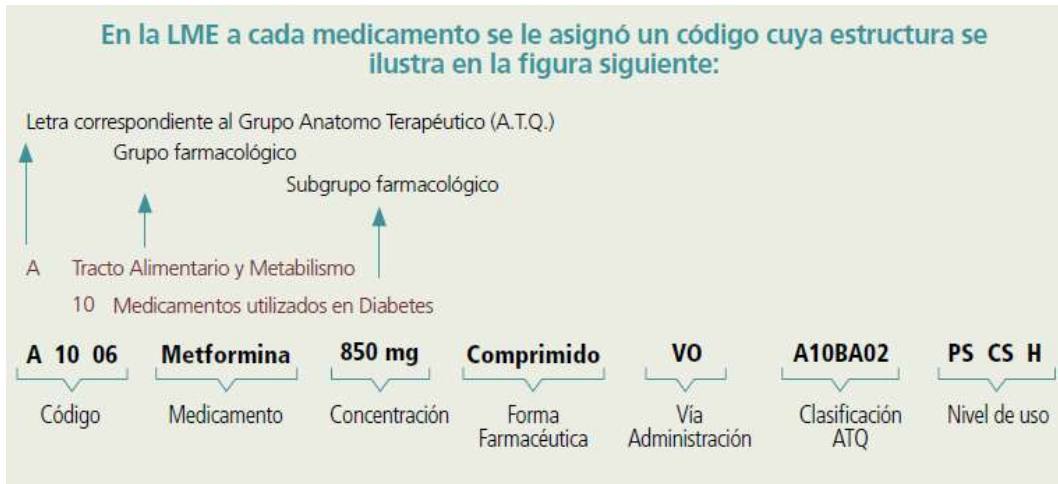 En la LME a cada medicamento se le asignó un código cuya estructura se
ilustra en la figura siguiente:
Letra correspondiente al Grupo Anatomo Terapéutico (A.T.Q.)
Grupo farmacológico
Subgrupo farmacológico
A Tracto Alimentario y Metabilismo
10 Medicamentos utilizados en Diabetes
A 10 06 Metformina 850 mg Comprimido VO A10BA02 PS CS H
Código Medicamento Concentración Forma Vía Clasificación Nivel de uso
Farmacéutica Administración ATQ